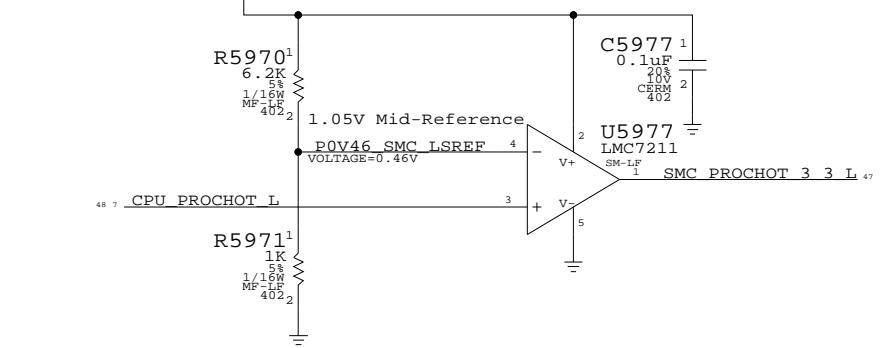 R5970 1
6.2K
5%
1/16W
MF-LF
402 2
C5977 1
0.1uF
20%
10V
CERM 2
402
1.05V Mid-Reference
P0V46_SMC_LSREF 4
VOLTAGE=0.46V
U5977
LMC7211
SM-LF
2
V+
−
1 SMC_PROCHOT_3_3_L 47
48 7 CPU_PROCHOT_L 3
+
V-
5
R5971 1
1K
5%
1/16W
MF-LF
402 2